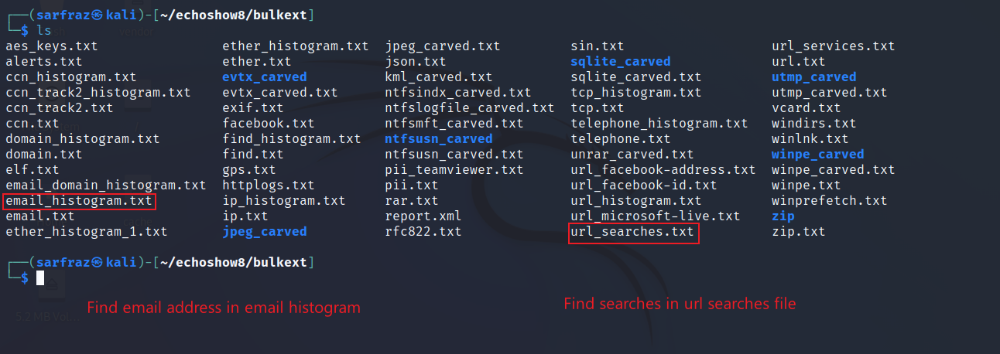 ┌──(sarfraz㉿kali)-[~/echoshow8/bulkext]
└─$ ls
aes_keys.txt ether_histogram.txt jpeg_carved.txt sin.txt url_services.txt
alerts.txt ether.txt json.txt sqlite_carved url.txt
ccn_histogram.txt evtx_carved kml_carved.txt sqlite_carved.txt utmp_carved
ccn_track2_histogram.txt evtx_carved.txt ntfsindx_carved.txt tcp_histogram.txt utmp_carved.txt
ccn_track2.txt exif.txt ntfslogfile_carved.txt tcp.txt vcard.txt
ccn.txt facebook.txt ntfsmft_carved.txt telephone_histogram.txt windirs.txt
domain_histogram.txt find_histogram.txt ntfsusn_carved telephone.txt winlnk.txt
domain.txt find.txt ntfsusn_carved.txt unrar_carved.txt winpe_carved
elf.txt gps.txt pii_teamviewer.txt url_facebook-address.txt winpe_carved.txt
email_domain_histogram.txt httplogs.txt pii.txt url_facebook-id.txt winpe.txt
email_histogram.txt ip_histogram.txt rar.txt url_histogram.txt winprefetch.txt
email.txt ip.txt report.xml url_microsoft-live.txt zip
ether_histogram_1.txt jpeg_carved rfc822.txt url_searches.txt zip.txt
┌──(sarfraz㉿kali)-[~/echoshow8/bulkext]
└─$
Find email address in email histogram
Find searches in url searches file
5.2 MB Vol...